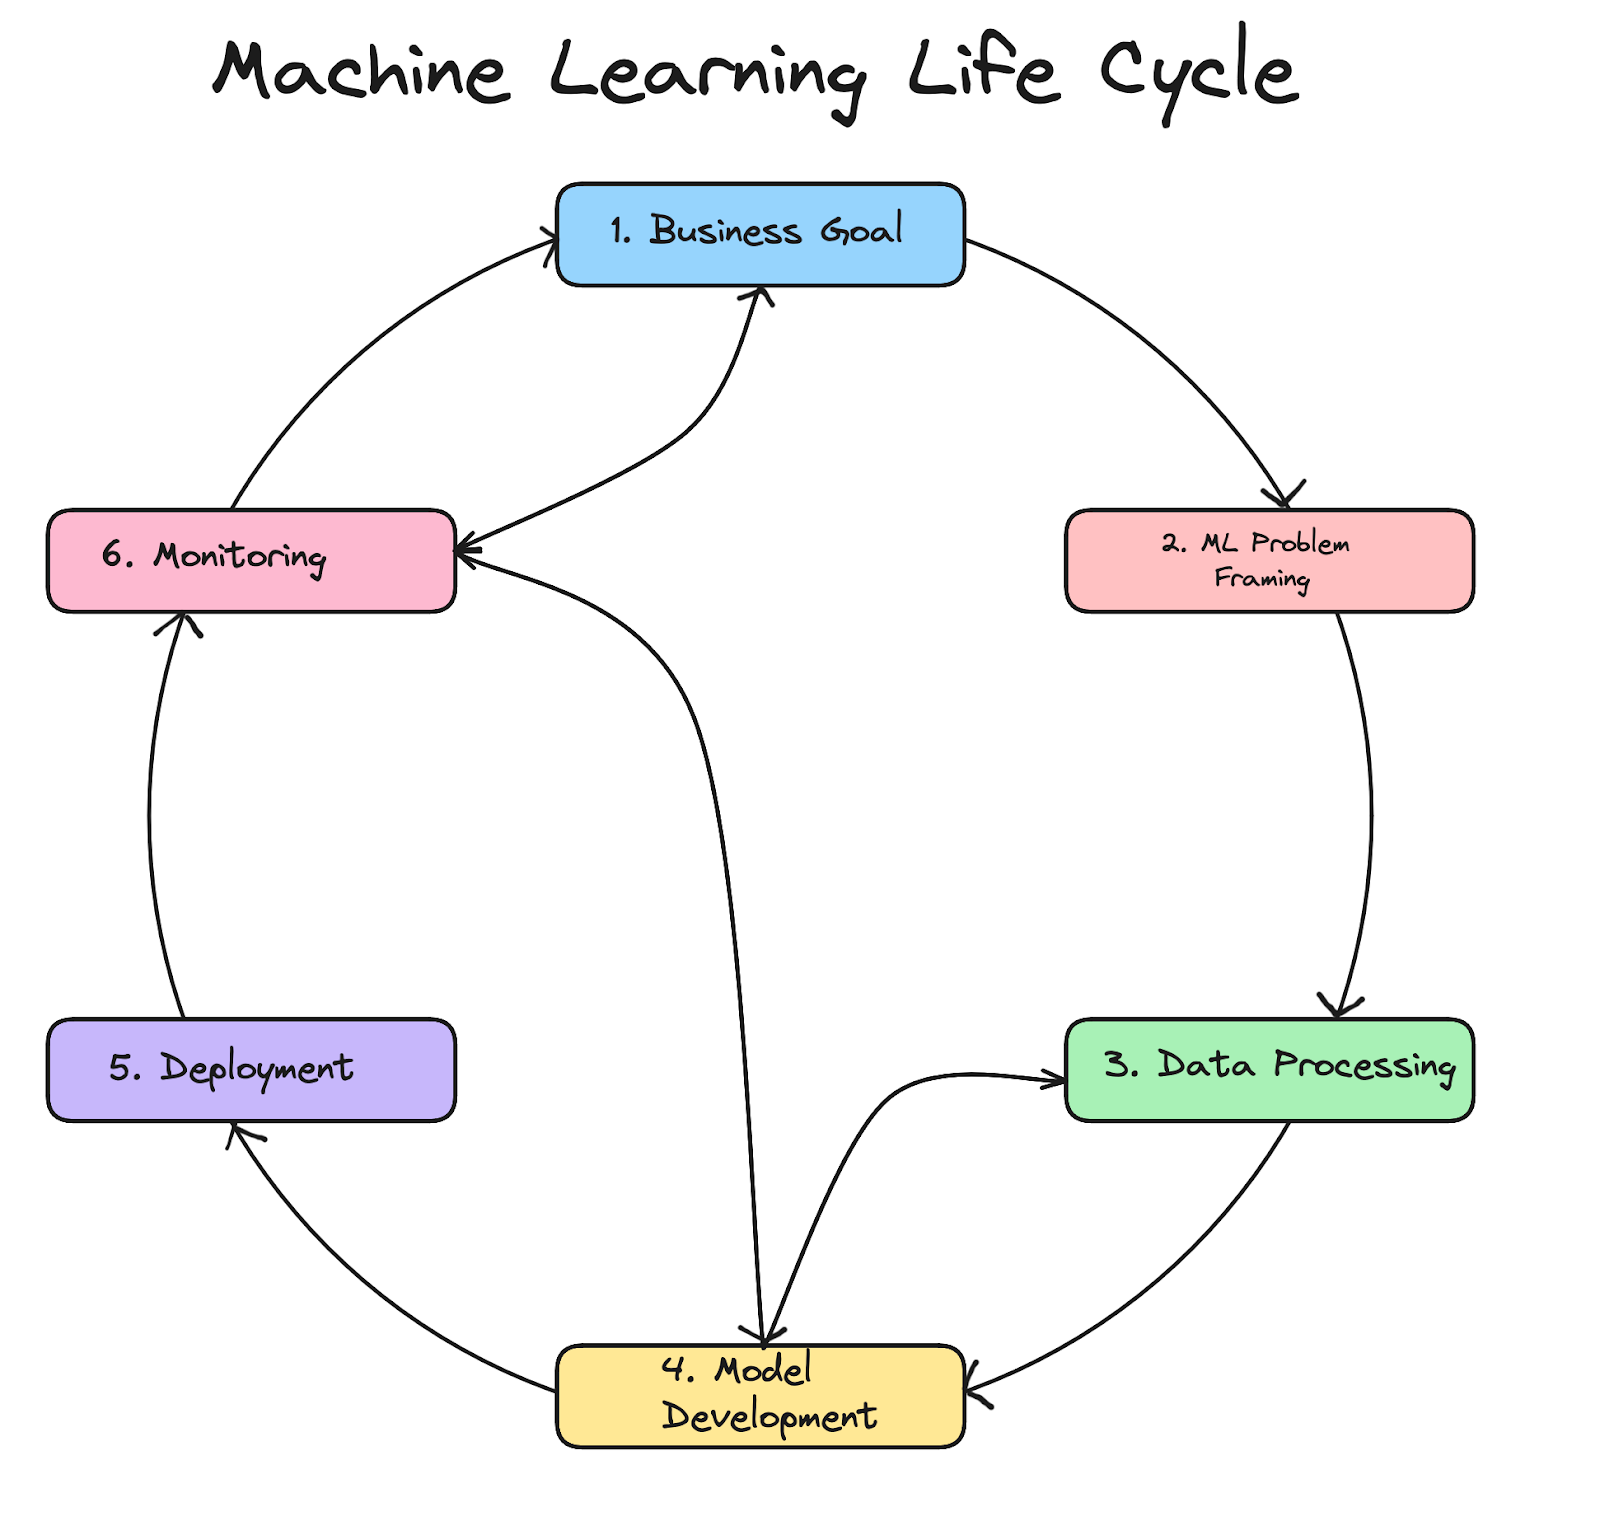 Machine Learning Life Cycle
1. Business Goal
2. ML Problem
Framing
3. Data Processing
4. Model
Development
5. Deployment
6. Monitoring